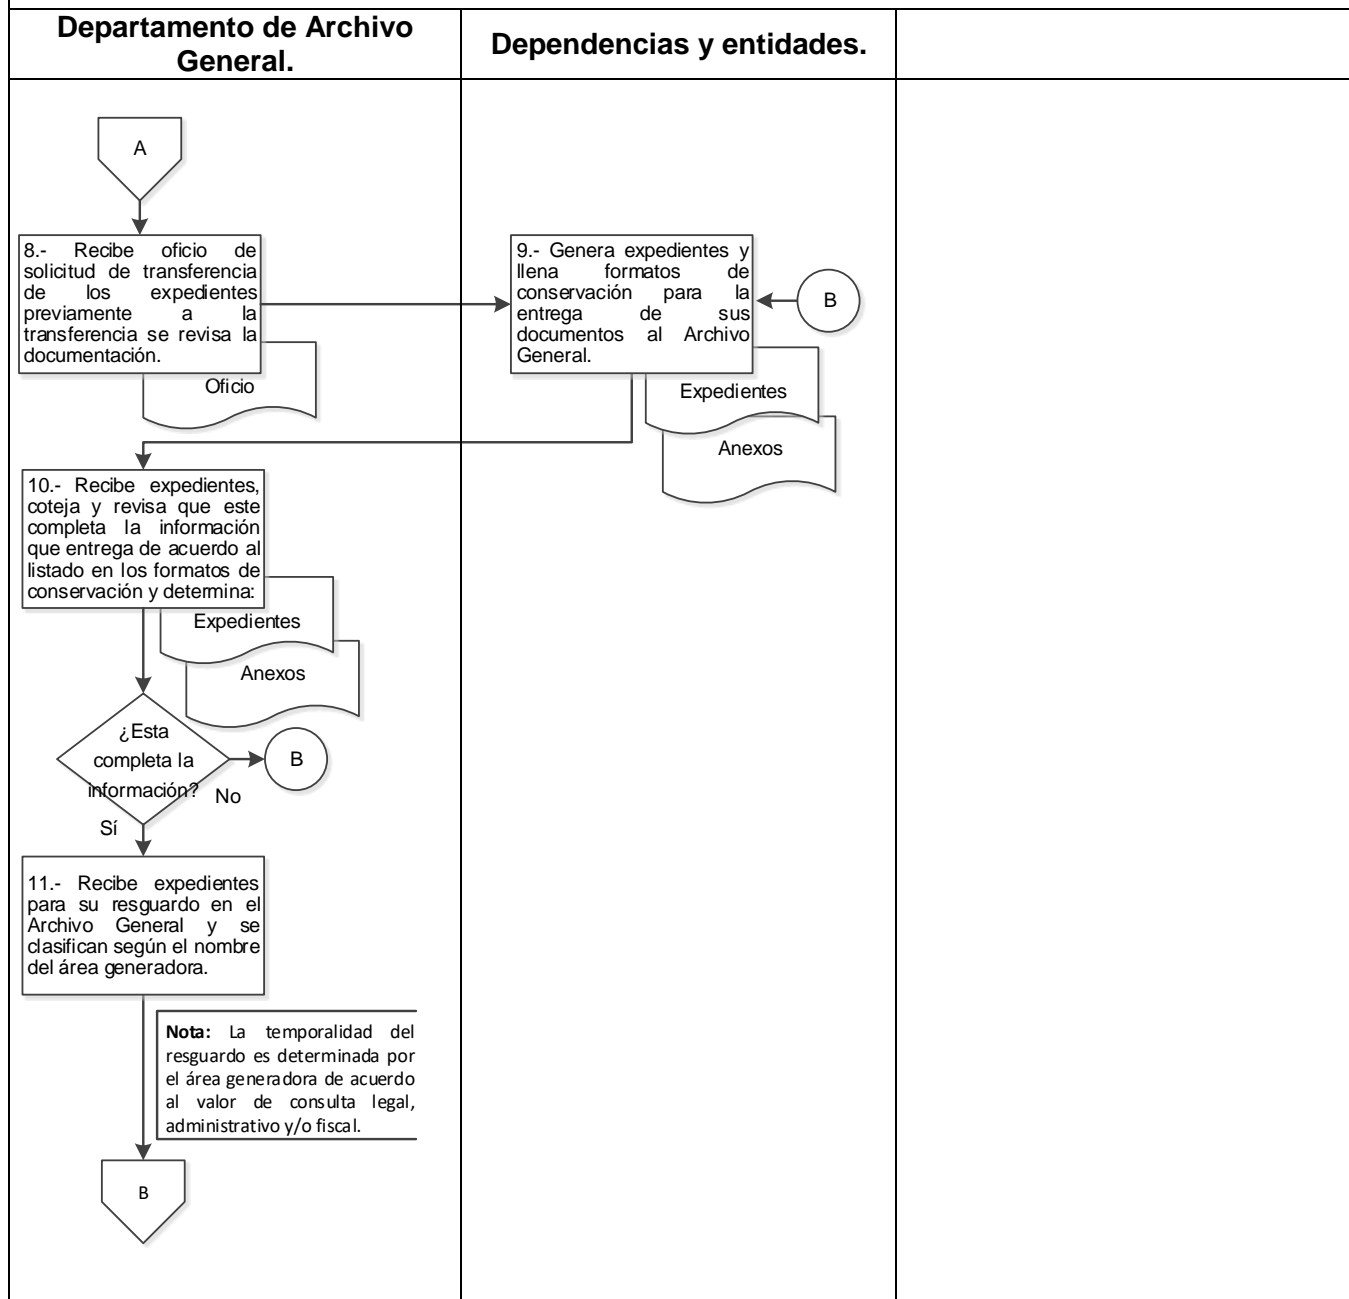 Departamento de Archivo
General.
Dependencias y entidades.
A
8.- Recibe oficio de
solicitud de transferencia
de los expedientes
previamente a la
transferencia se revisa la
documentación.
Oficio
9.- Genera expedientes y
llena formatos de
conservación para la
entrega de sus
documentos al Archivo
General.
B
Expedientes
Anexos
10.- Recibe expedientes,
coteja y revisa que este
completa la información
que entrega de acuerdo al
listado en los formatos de
conservación y determina:
Expedientes
Anexos
¿Esta
completa la
información?
B
No
Sí
11.- Recibe expedientes
para su resguardo en el
Archivo General y se
clasifican según el nombre
del área generadora.
Nota: La temporalidad del
resguardo es determinada por
el área generadora de acuerdo
al valor de consulta legal,
administrativo y/o fiscal.
B